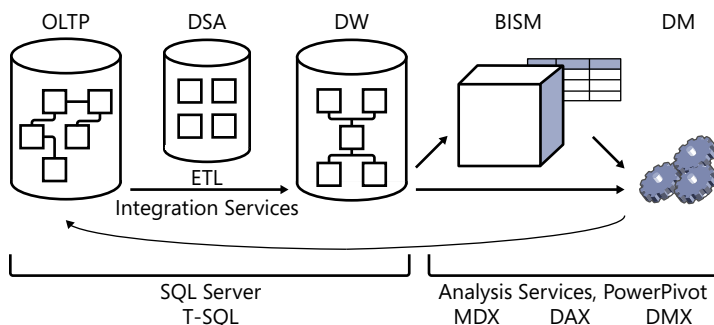 OLTP DSA DW BISM DM
ETL
Integration Services
SQL Server Analysis Services, PowerPivot
T-SQL MDX DAX DMX